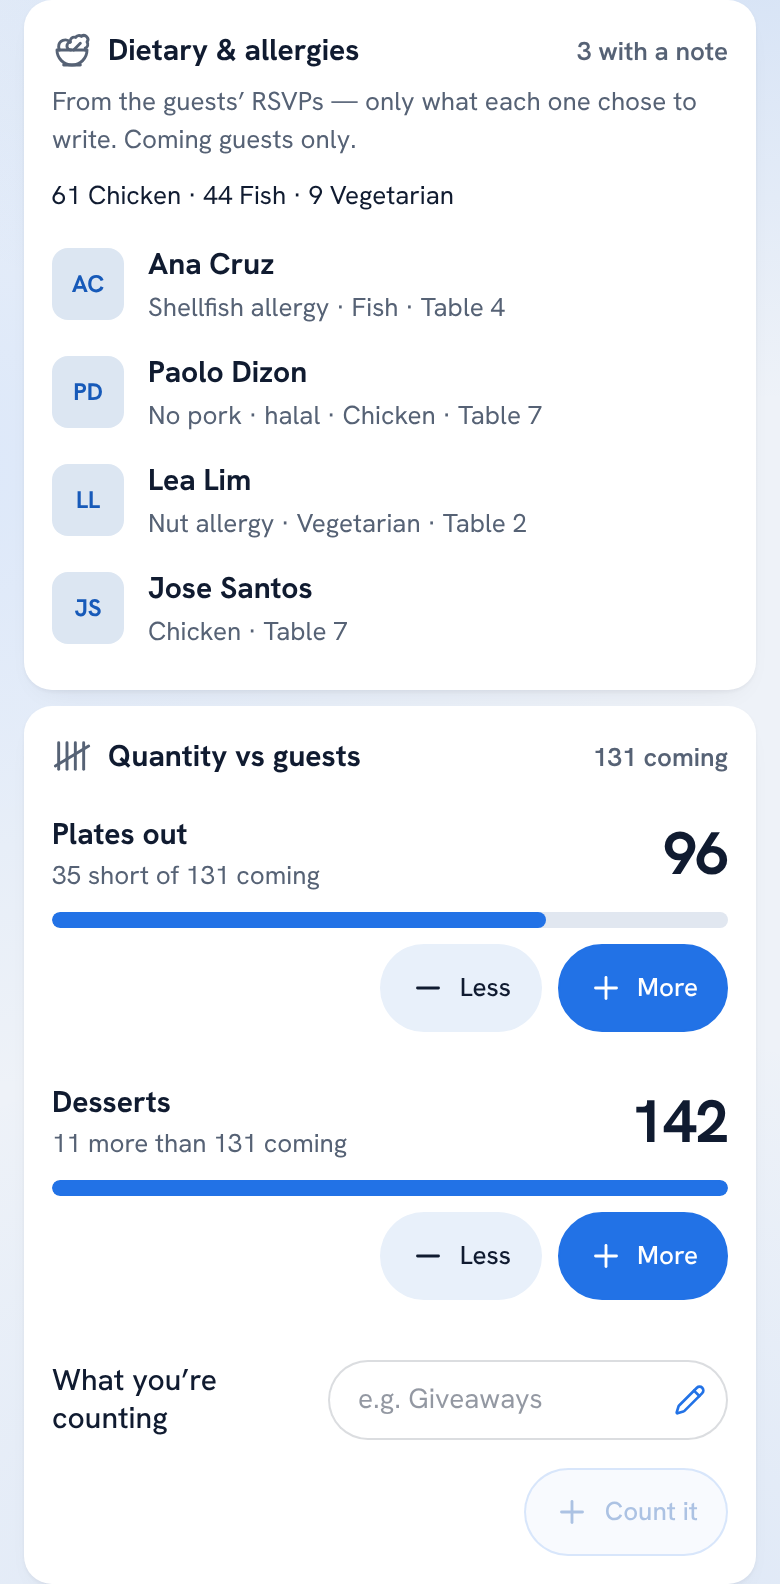 Dietary & allergies
3 with a note
From the guests’ RSVPs — only what each one chose to
write. Coming guests only.
61 Chicken · 44 Fish · 9 Vegetarian
AC
Ana Cruz
Shellfish allergy · Fish · Table 4
PD
Paolo Dizon
No pork · halal · Chicken · Table 7
LL
Lea Lim
Nut allergy · Vegetarian · Table 2
JS
Jose Santos
Chicken · Table 7
Quantity vs guests
131 coming
Plates out
35 short of 131 coming
96
Less
More
Desserts
11 more than 131 coming
142
Less
More
What you’re
counting
e.g. Giveaways
Count it